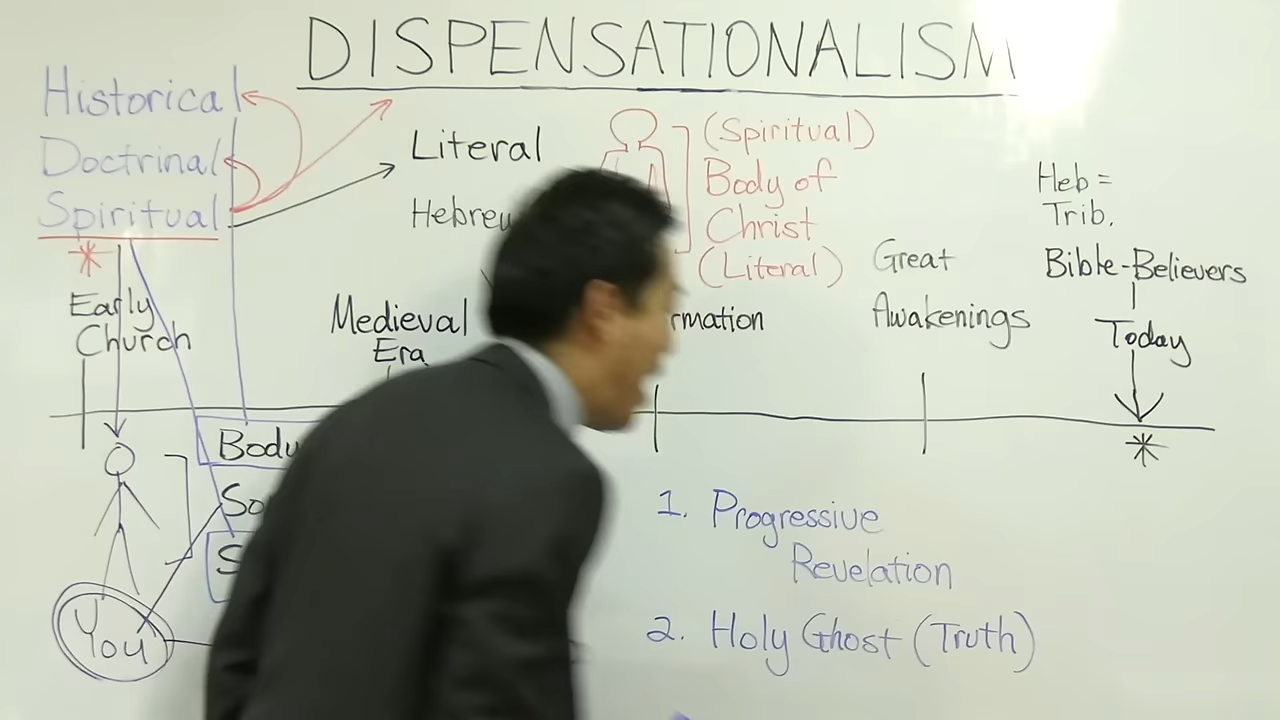 DISPENSATIONALISM
Historical
Doctrinal
Spiritual
Literal
(Spiritual)
Body of
Christ
(Literal)
Heb =
Trib.
Bible-Believers
Today
Early
Church
Medieval
Era
Great
Awakenings
You
1. Progressive
Revelation
2. Holy Ghost (Truth)